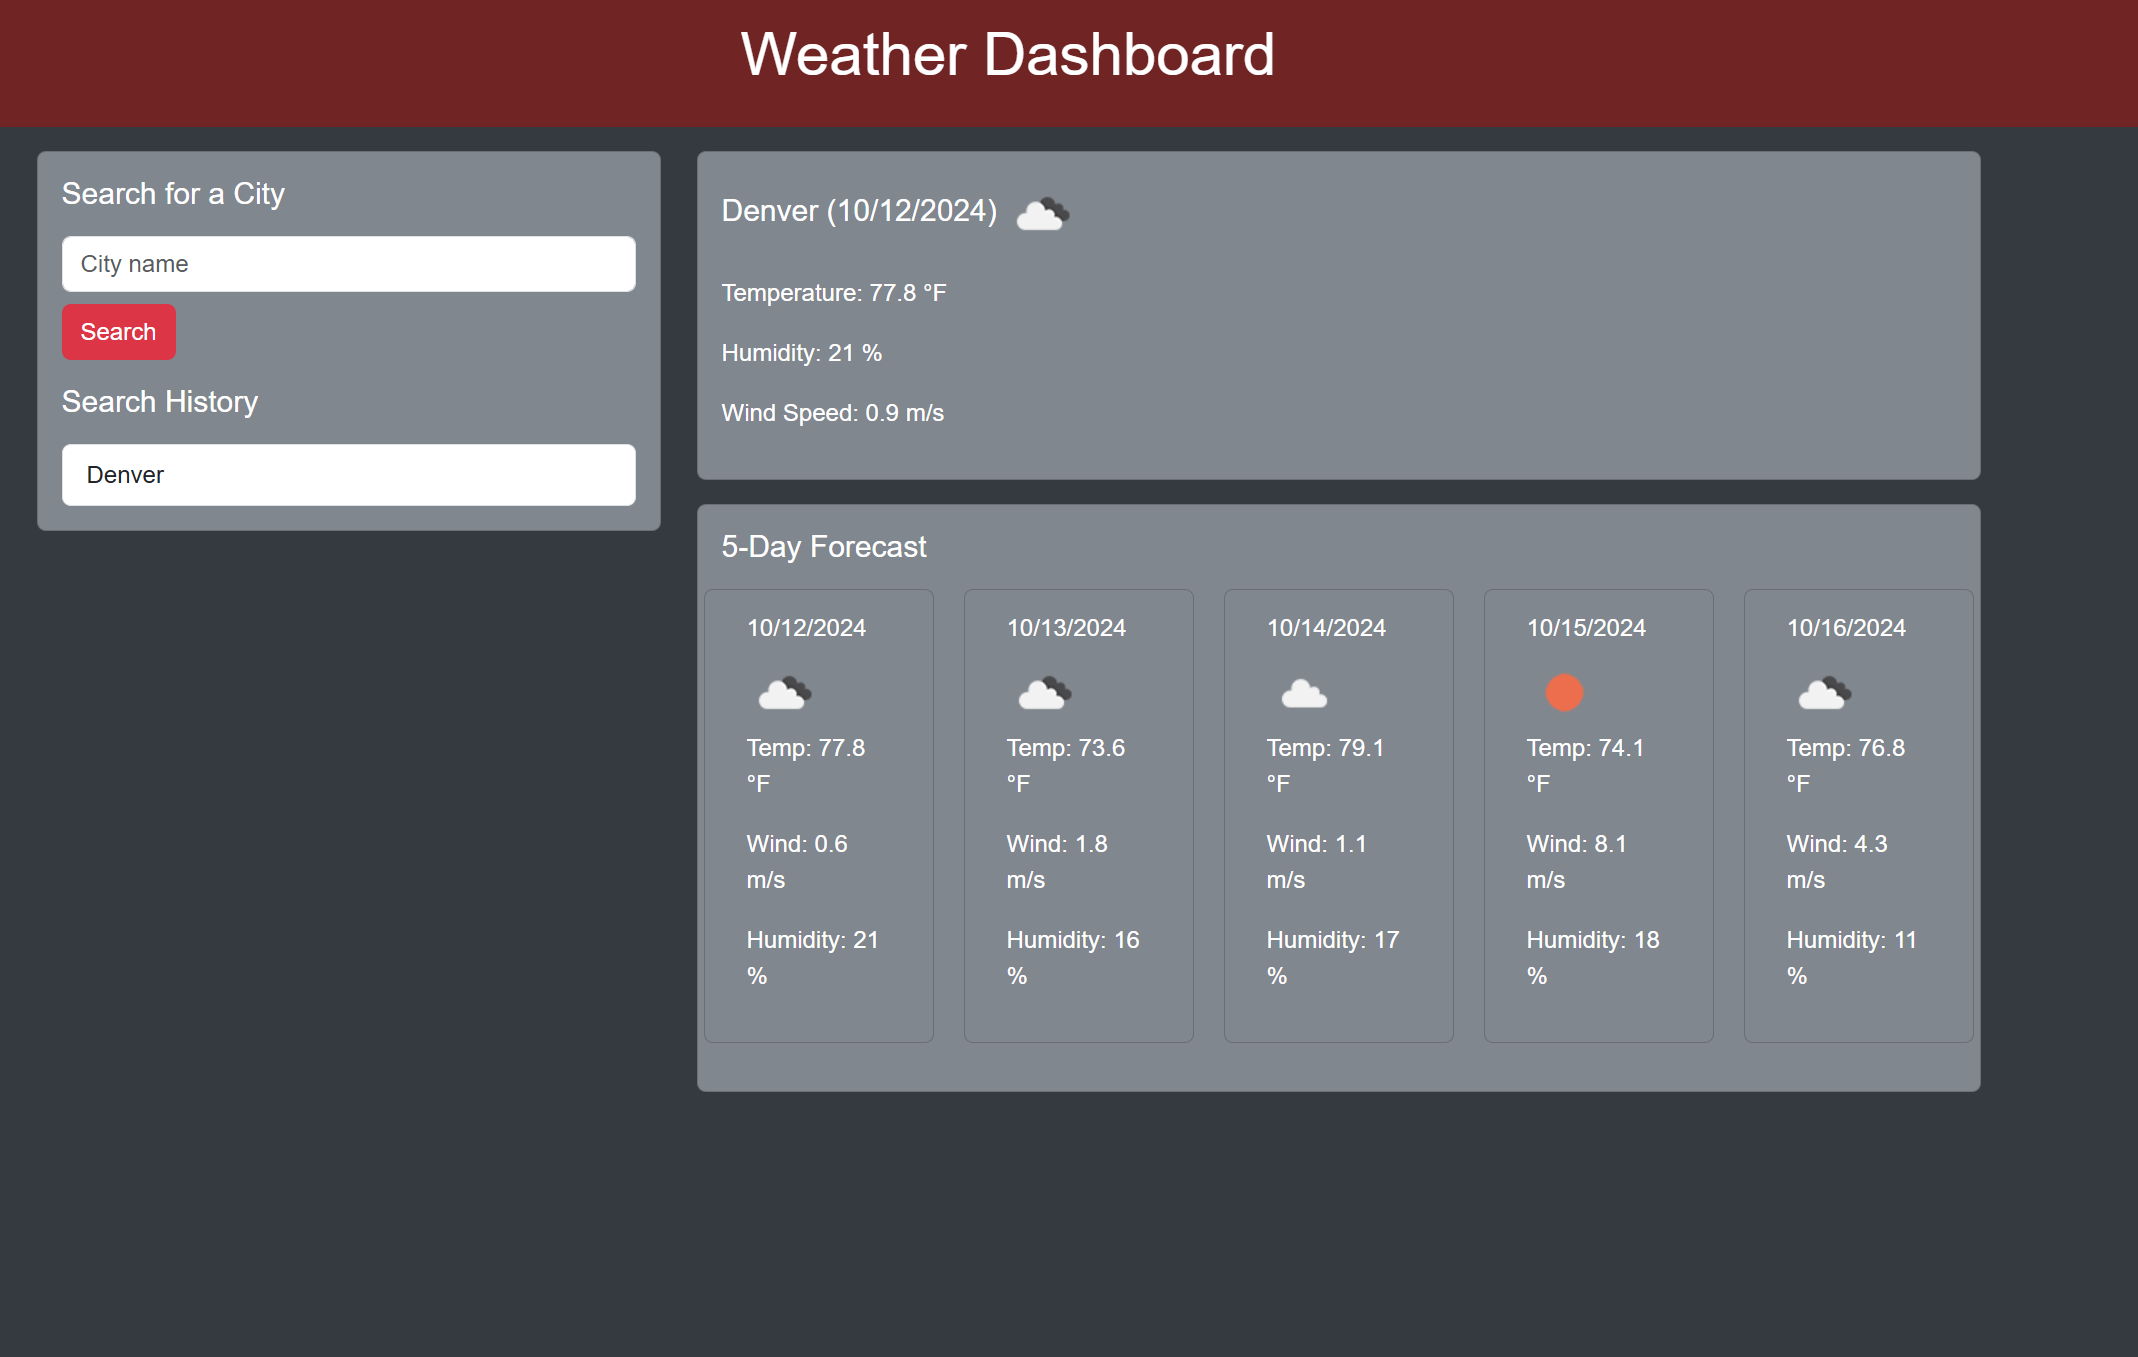 Weather Dashboard
Search for a City
City name
Search
Search History
Denver
Denver (10/12/2024)
Temperature: 77.8 °F
Humidity: 21 %
Wind Speed: 0.9 m/s
5-Day Forecast
10/12/2024
Temp: 77.8
°F
Wind: 0.6
m/s
Humidity: 21
%
10/13/2024
Temp: 73.6
°F
Wind: 1.8
m/s
Humidity: 16
%
10/14/2024
Temp: 79.1
°F
Wind: 1.1
m/s
Humidity: 17
%
10/15/2024
Temp: 74.1
°F
Wind: 8.1
m/s
Humidity: 18
%
10/16/2024
Temp: 76.8
°F
Wind: 4.3
m/s
Humidity: 11
%